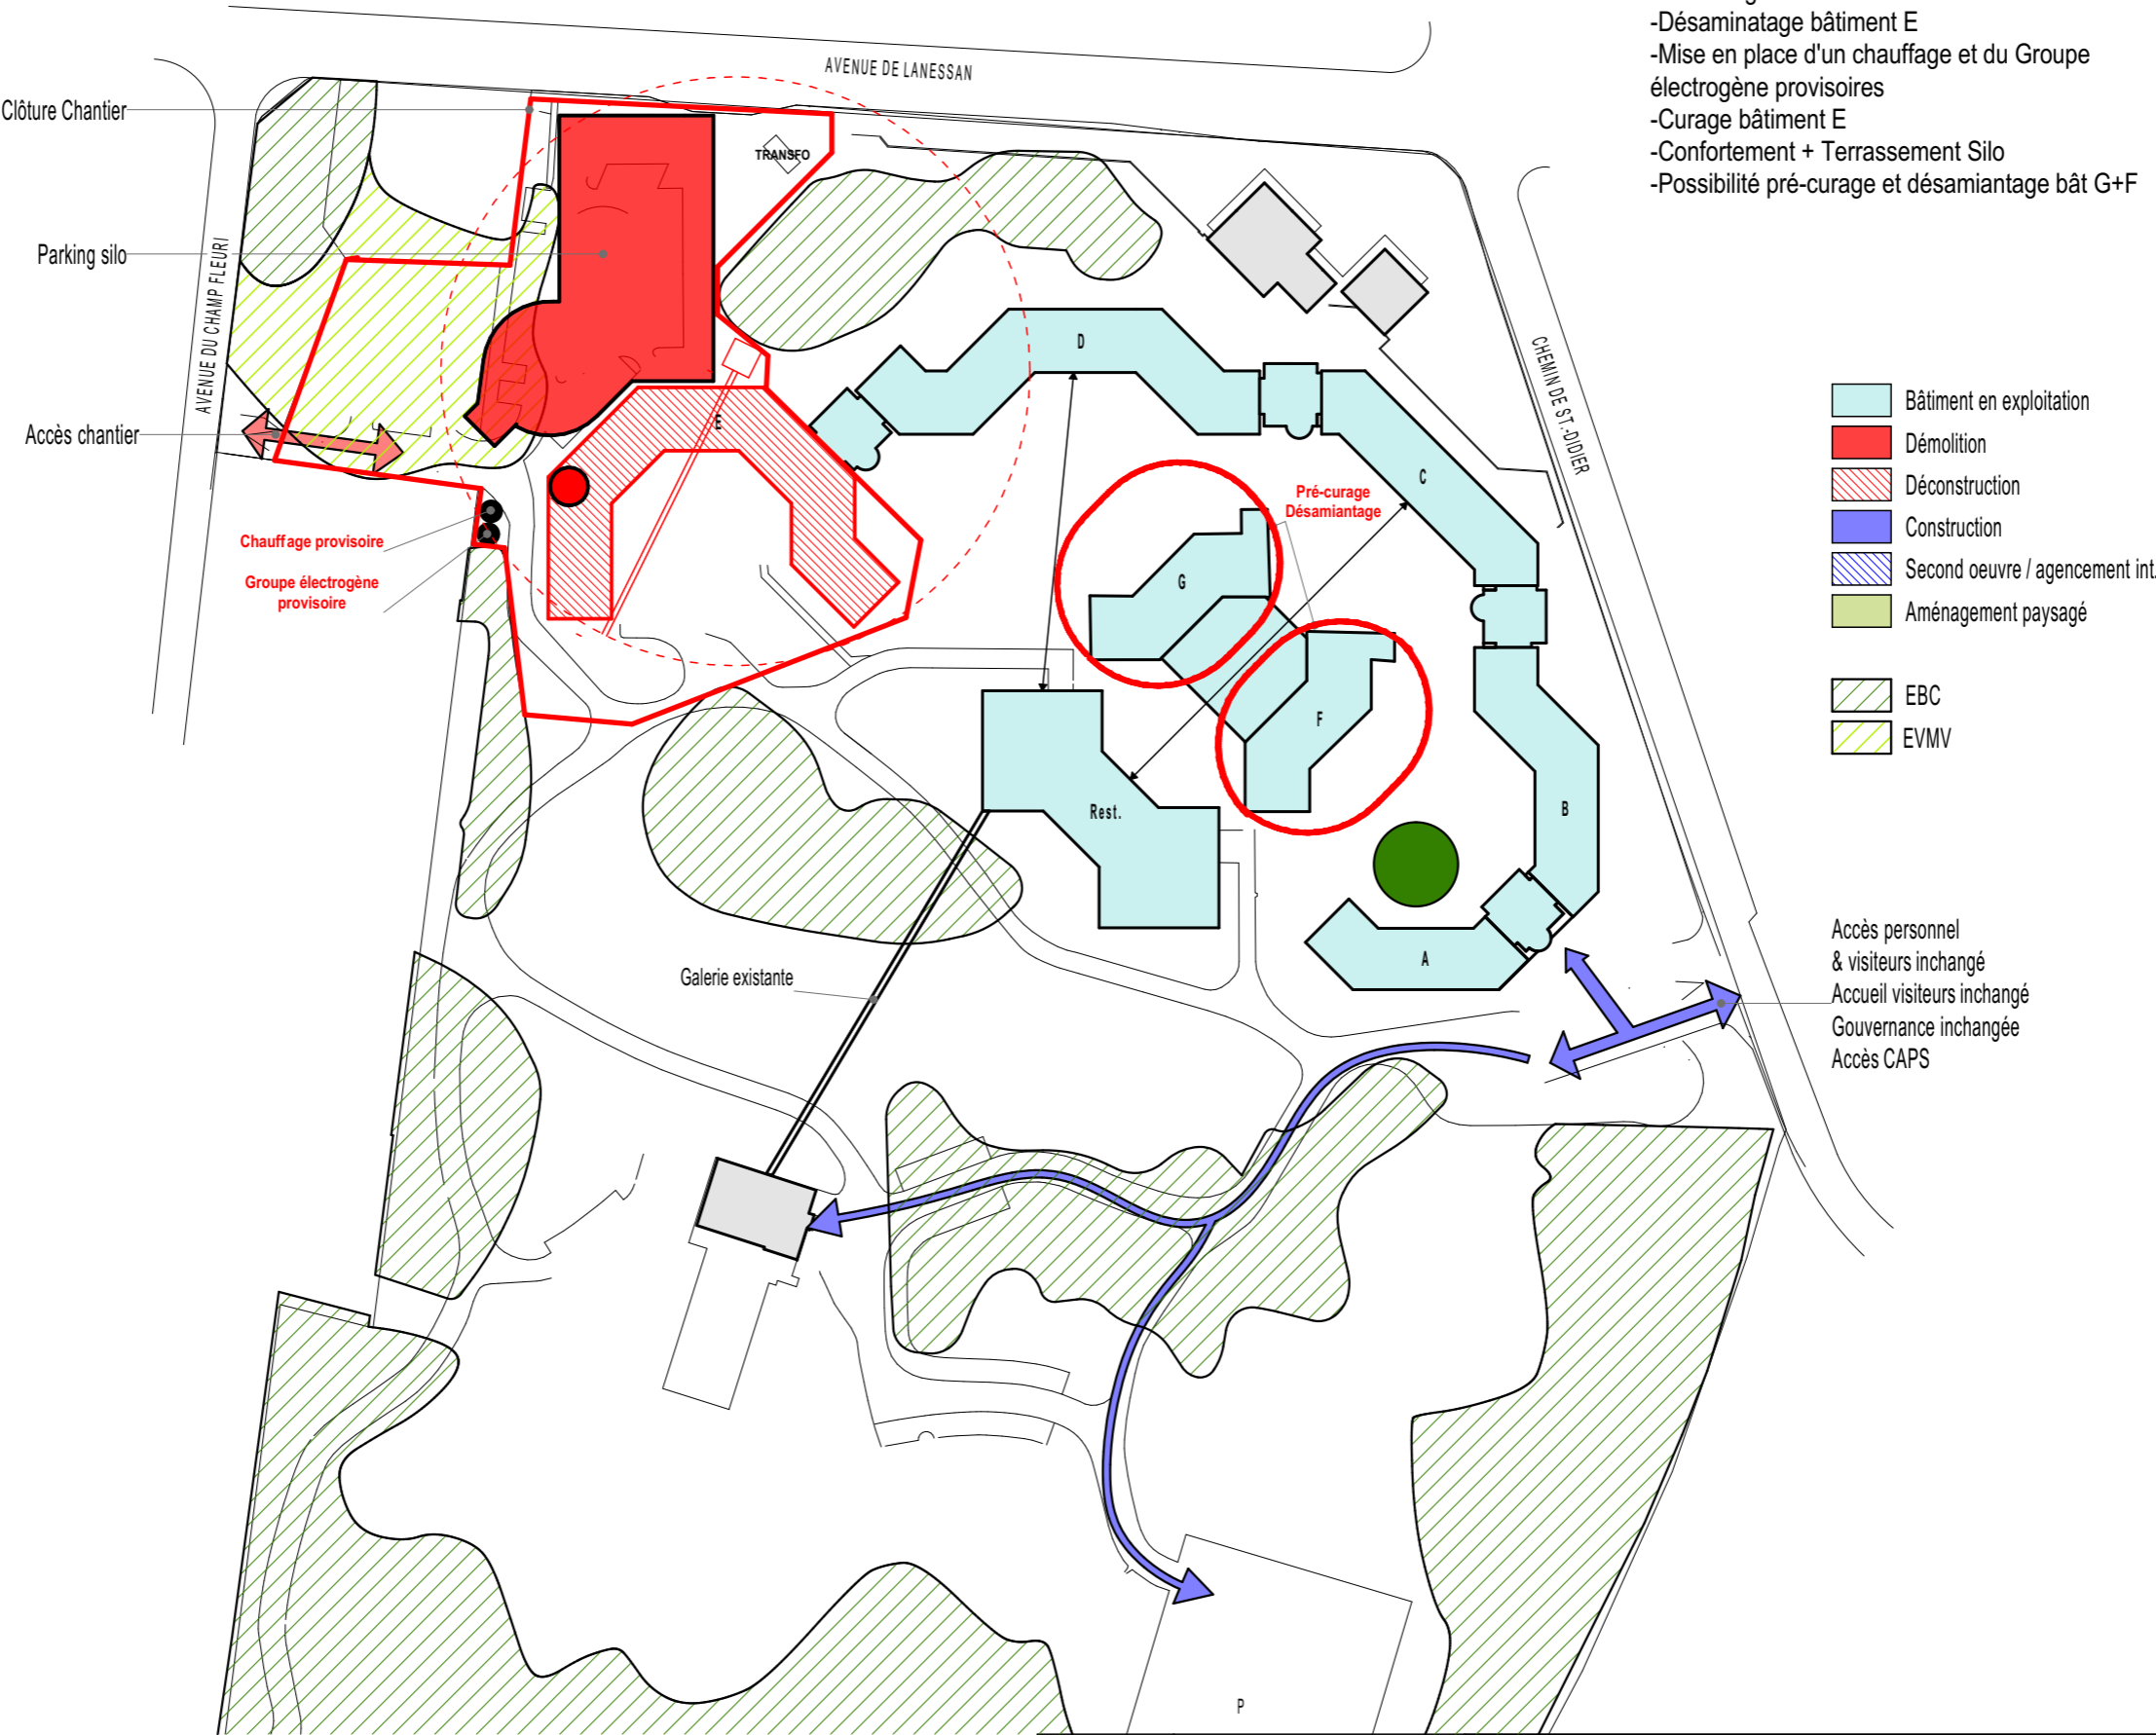 -Désaminatage bâtiment E
-Mise en place d'un chauffage et du Groupe
électrogène provisoires
-Curage bâtiment E
-Confortement + Terrassement Silo
-Possibilité pré-curage et désamiantage bât G+F
AVENUE DE LANESSAN
Clôture Chantier
TRANSFO
Parking silo
AVENUE DU CHAMP FLEURI
Accès chantier
CHEMIN DE ST.-DIDIER
D
E
C
Pré-curage
Désamiantage
Chauffage provisoire
Groupe électrogène
provisoire
G
F
B
Rest.
A
Bâtiment en exploitation
Démolition
Déconstruction
Construction
Second oeuvre / agencement int.
Aménagement paysagé
EBC
EVMV
Galerie existante
Accès personnel
& visiteurs inchangé
Accueil visiteurs inchangé
Gouvernance inchangée
Accès CAPS
P